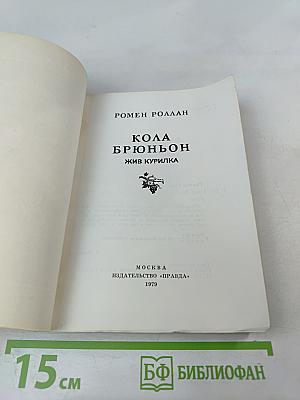 РОМЕН РОЛЛАН
КОЛА
БРЮНЬОН
ЖИВ КУРИЛКА
МОСКВА
ИЗДАТЕЛЬСТВО «ПРАВДА»
1979
15 СМ
БФ БИБЛИОФАН